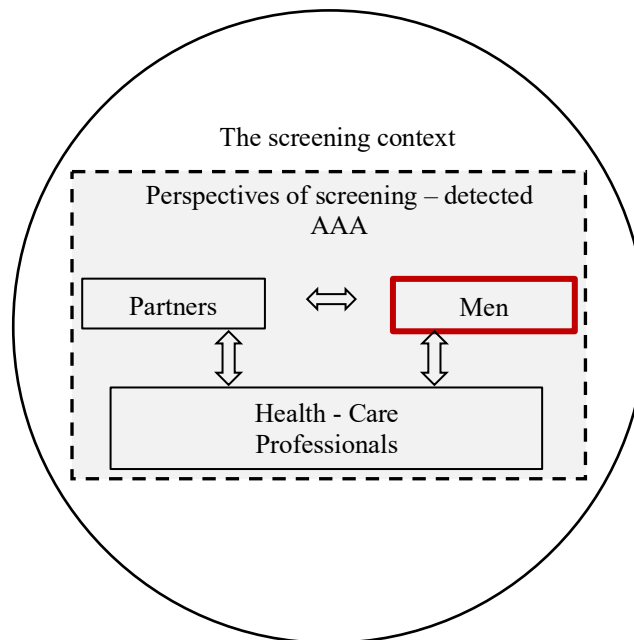 The screening context
Perspectives of screening – detected
AAA
Partners
Men
Health - Care
Professionals